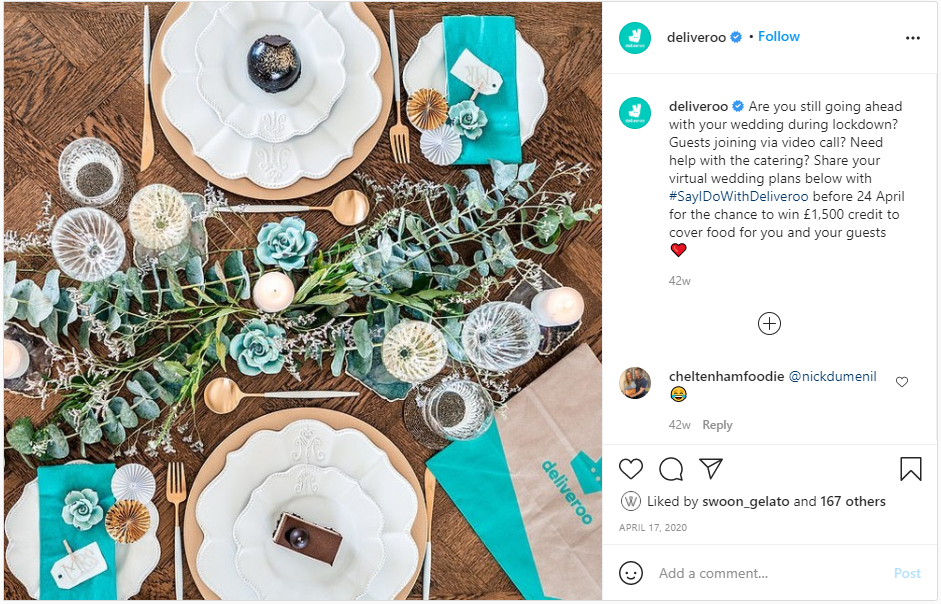 MR
deliveroo
MRS
deliveroo • Follow
deliveroo
deliveroo Are you still going ahead
with your wedding during lockdown?
Guests joining via video call? Need
help with the catering? Share your
virtual wedding plans below with
#SayIDoWithDeliveroo before 24 April
for the chance to win £1,500 credit to
cover food for you and your guests
❤️
42w
cheltenhamfoodie @nickdumenil
😂
42w Reply
Liked by swoon_gelato and 167 others
APRIL 17, 2020
Add a comment... Post